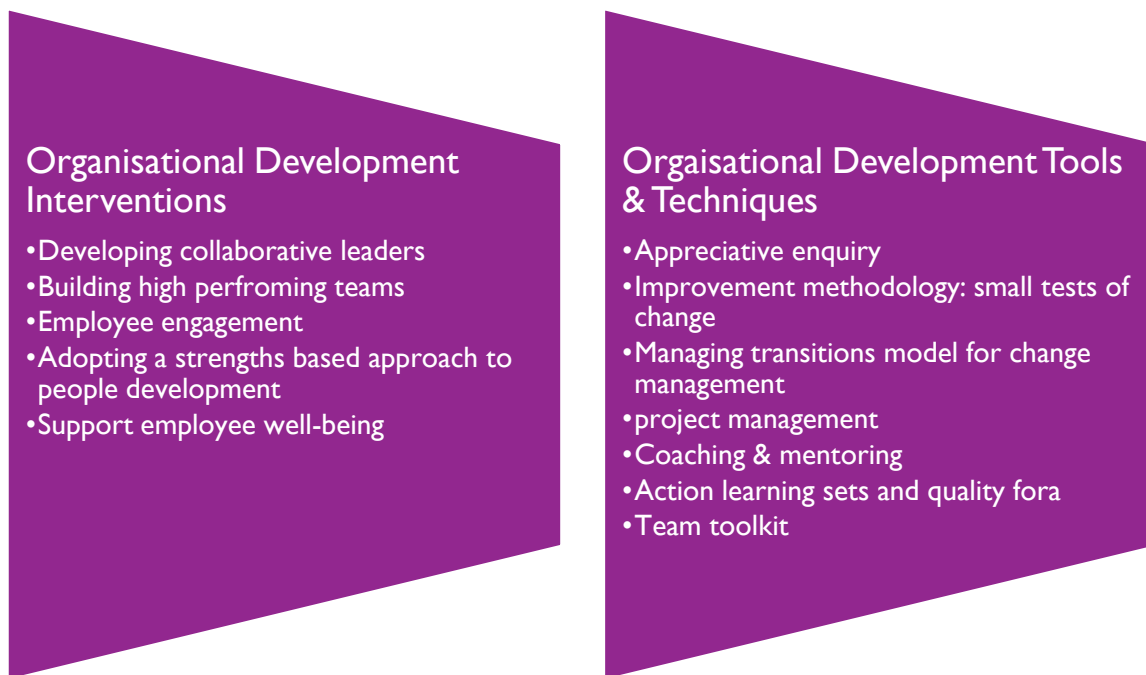 Organisational Development
Interventions
•Developing collaborative leaders
•Building high perfroming teams
•Employee engagement
•Adopting a strengths based approach to
people development
•Support employee well-being
Orgaisational Development Tools
& Techniques
•Appreciative enquiry
•Improvement methodology: small tests of
change
•Managing transitions model for change
management
•project management
•Coaching & mentoring
•Action learning sets and quality fora
•Team toolkit